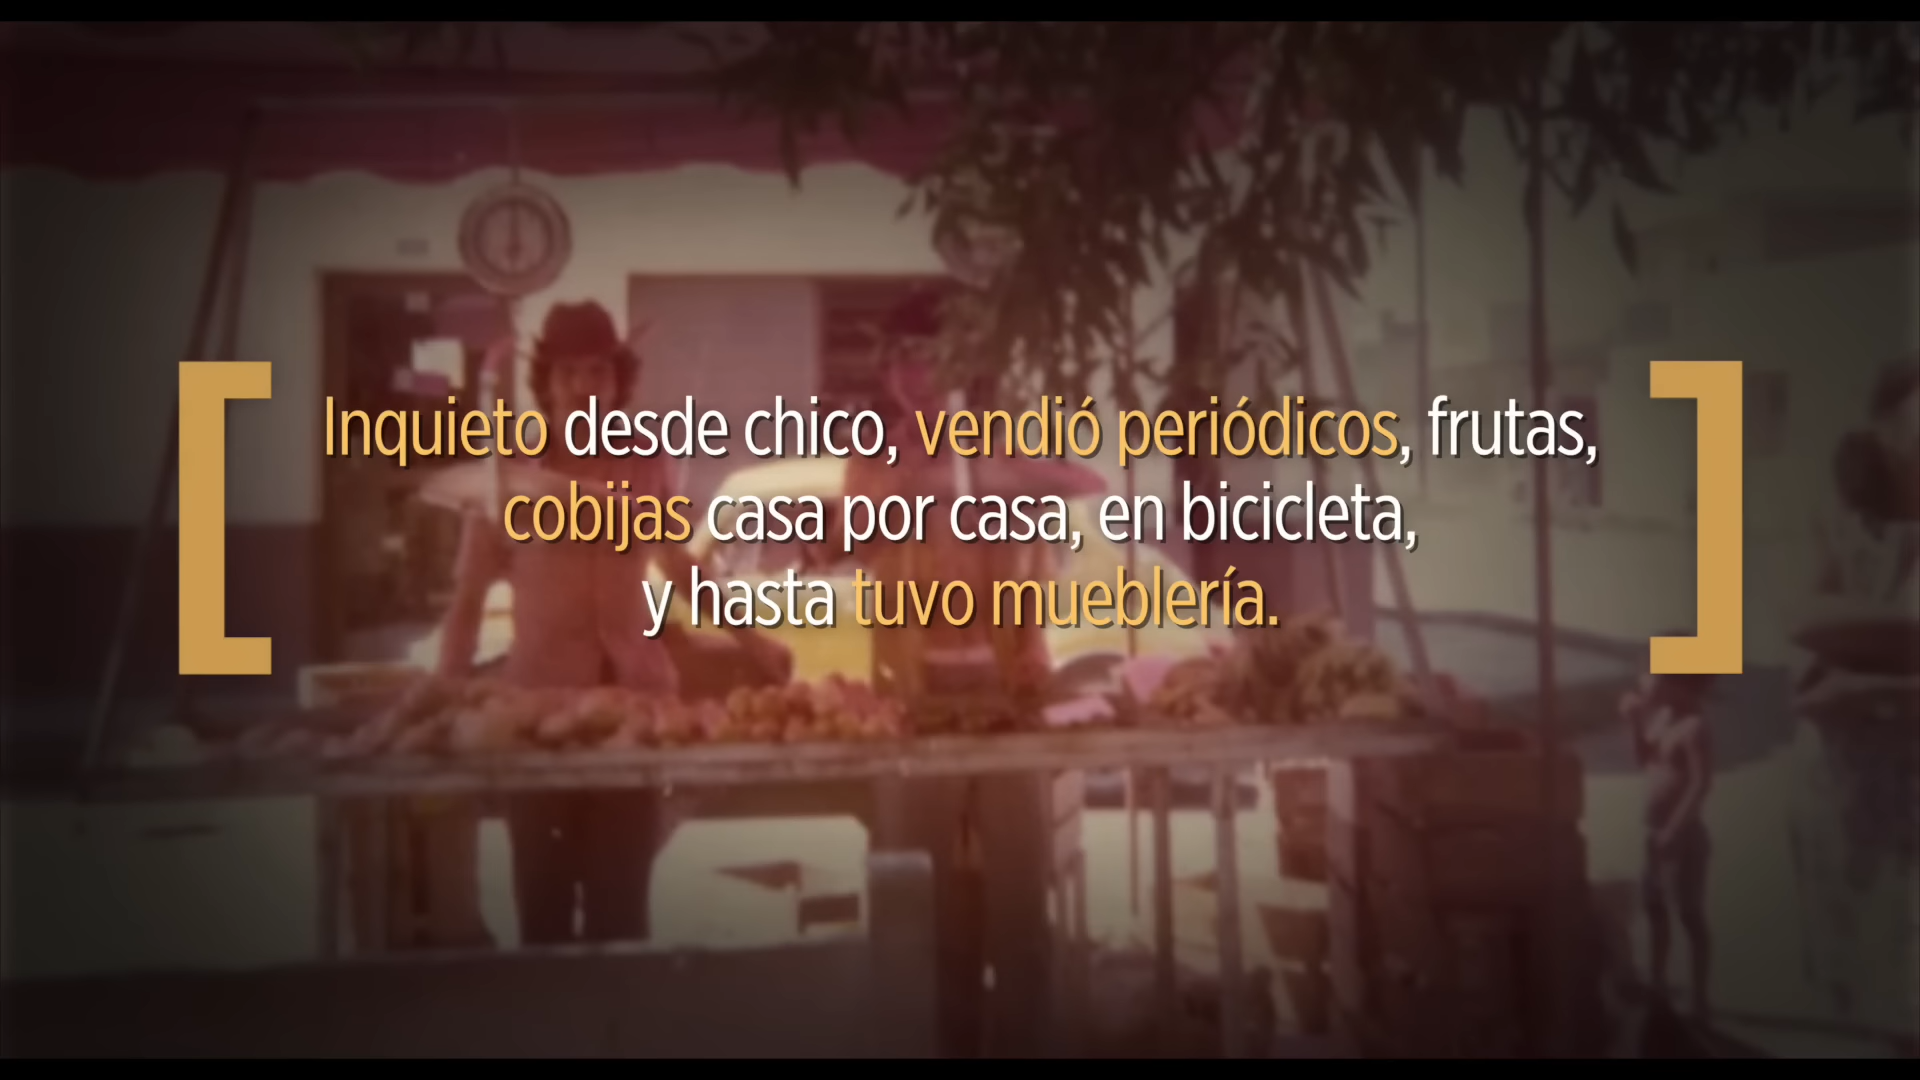 Inquieto desde chico, vendió periódicos, frutas,
cobijas casa por casa, en bicicleta,
y hasta tuvo mueblería.